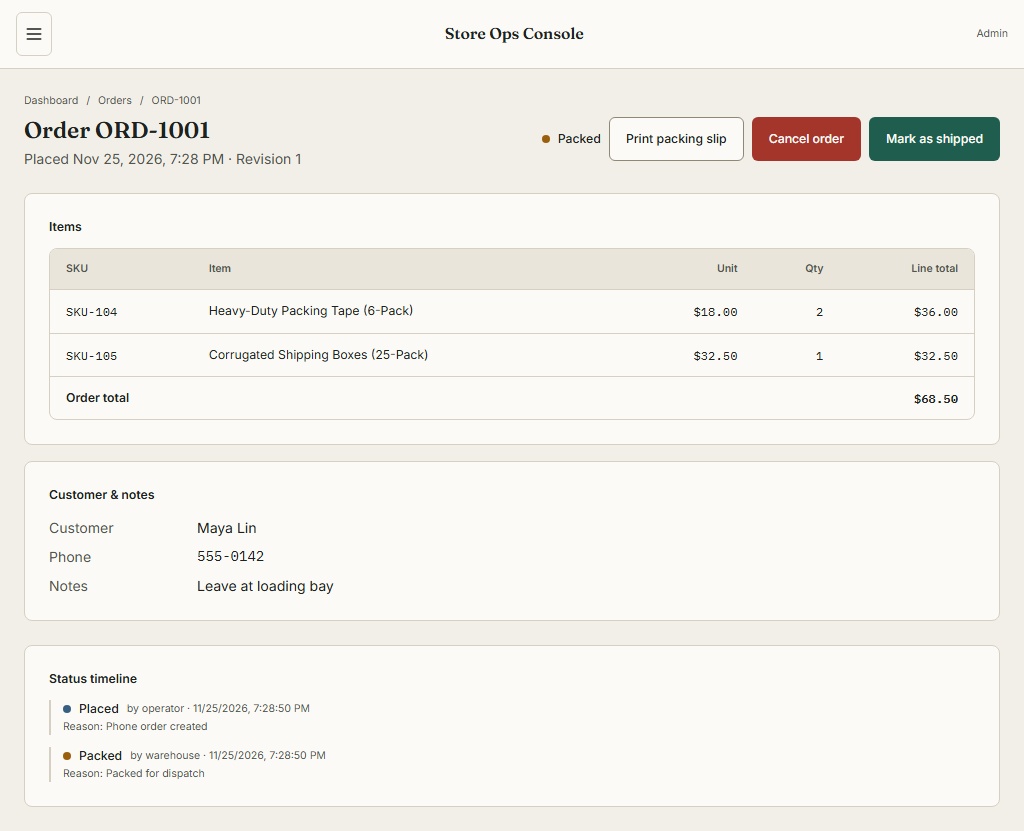 Store Ops Console
Admin
Dashboard / Orders / ORD-1001
Order ORD-1001
Placed Nov 25, 2026, 7:28 PM · Revision 1
Packed
Print packing slip
Cancel order
Mark as shipped
Items
SKU Item Unit Qty Line total
SKU-104 Heavy-Duty Packing Tape (6-Pack) $18.00 2 $36.00
SKU-105 Corrugated Shipping Boxes (25-Pack) $32.50 1 $32.50
Order total $68.50
Customer & notes
Customer Maya Lin
Phone 555-0142
Notes Leave at loading bay
Status timeline
Placed by operator · 11/25/2026, 7:28:50 PM
Reason: Phone order created
Packed by warehouse · 11/25/2026, 7:28:50 PM
Reason: Packed for dispatch